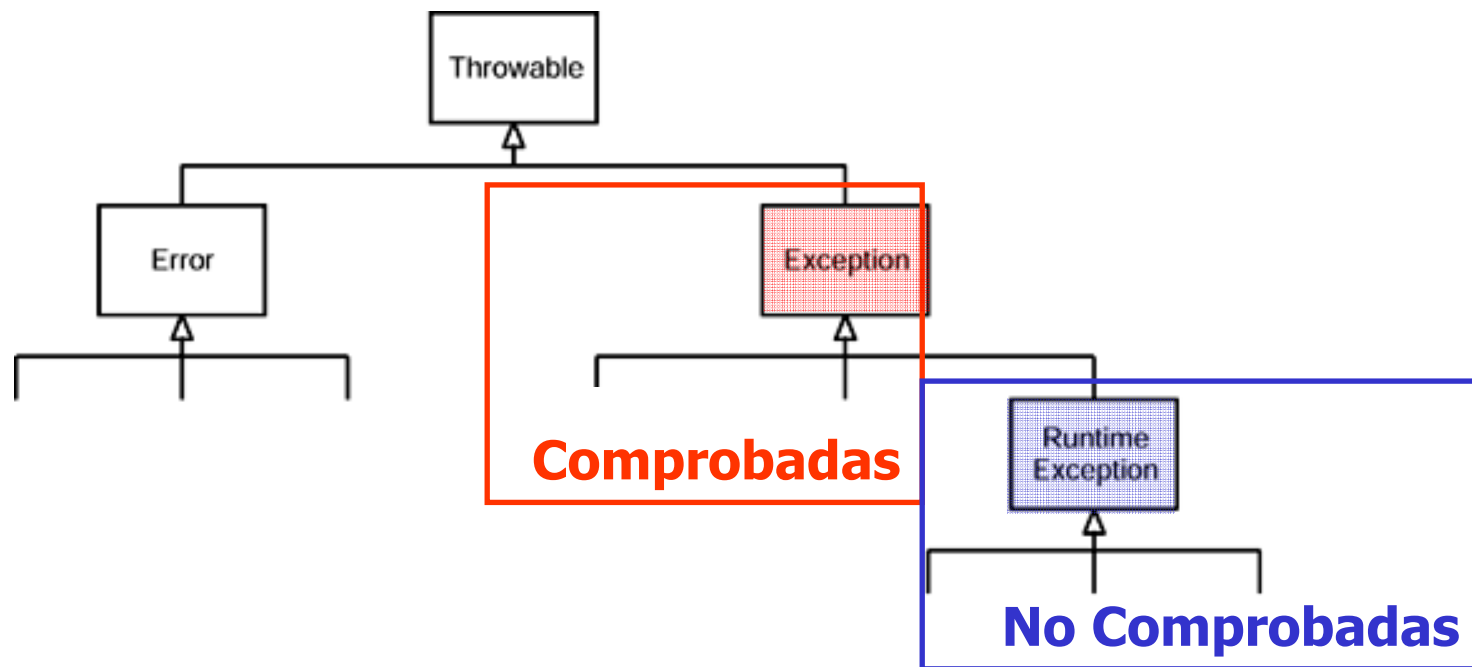 Throwable
Error
Exception
Comprobadas
Runtime
Exception
No Comprobadas